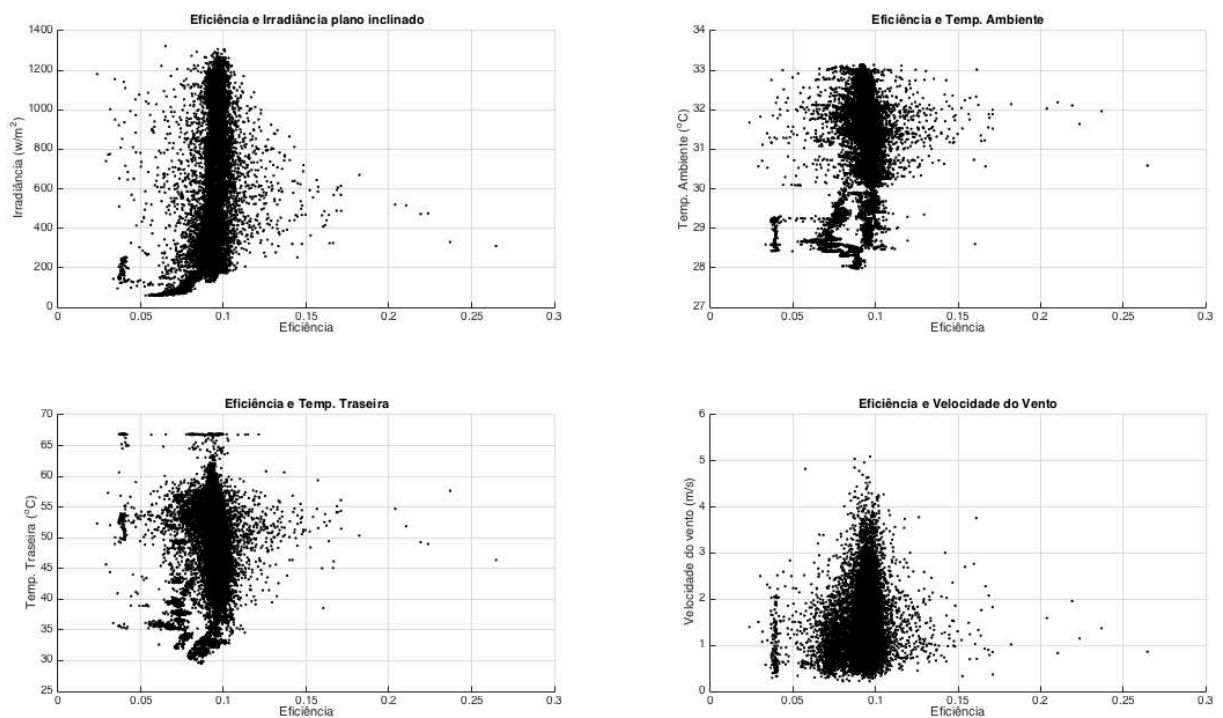 Eficiência e Irradiância plano inclinado
Irradiância (w/m²)
1400
1200
1000
800
600
400
200
0
0 0.05 0.1 0.15 0.2 0.25 0.3
Eficiência
Eficiência e Temp. Ambiente
Temp. Ambiente (°C)
34
33
32
31
30
29
28
27
0 0.05 0.1 0.15 0.2 0.25 0.3
Eficiência
Eficiência e Temp. Traseira
Temp. Traseira (°C)
70
65
60
55
50
45
40
35
30
25
0 0.05 0.1 0.15 0.2 0.25 0.3
Eficiência
Eficiência e Velocidade do Vento
Velocidade do vento (m/s)
6
5
4
3
2
1
0
0 0.05 0.1 0.15 0.2 0.25 0.3
Eficiência